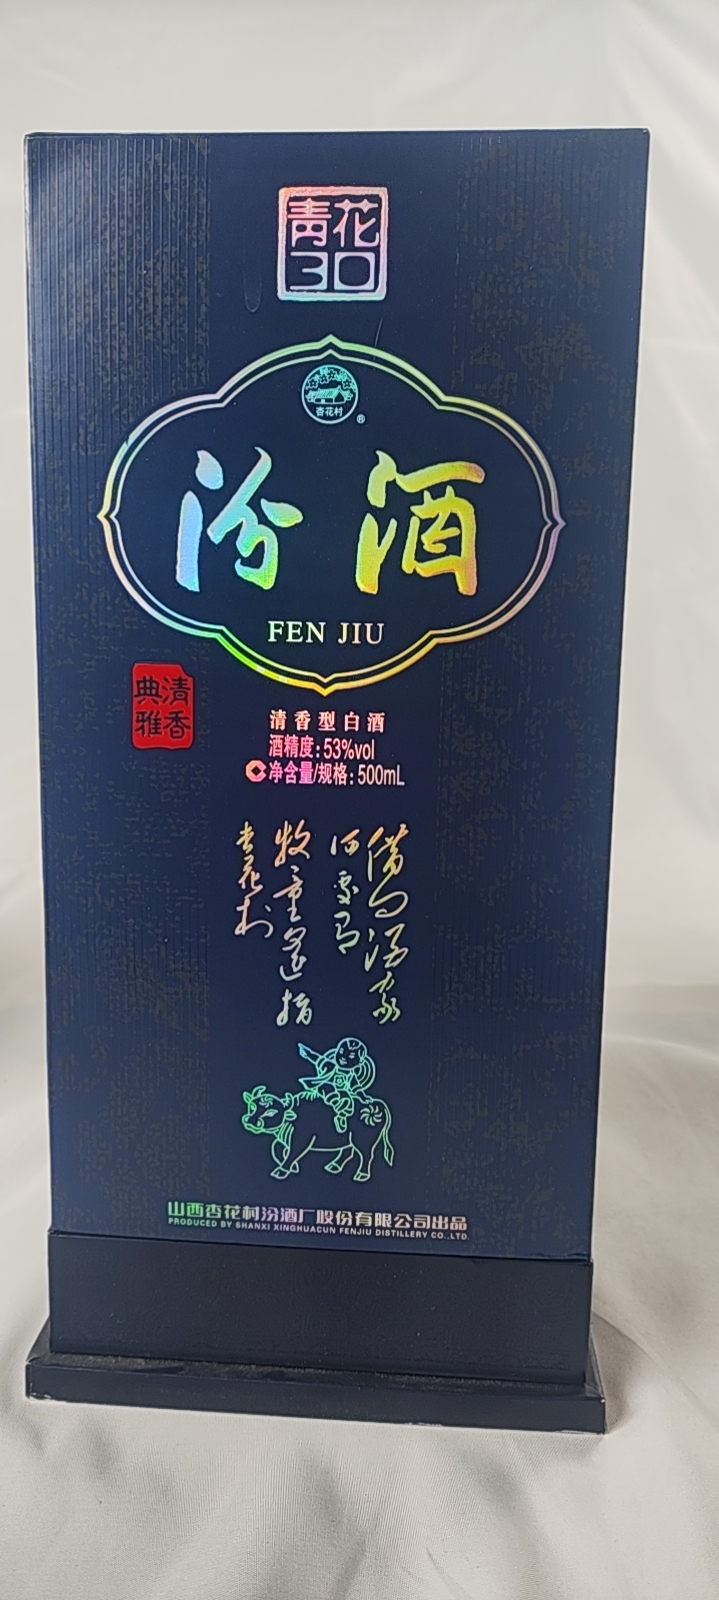 青花
30
杏花村
®
汾酒
FEN JIU
清香
典雅
清香型白酒
酒精度:53%vol
净含量/规格:500mL
借问酒家
何处有
牧童遥指
杏花村
山西杏花村汾酒厂股份有限公司出品
PRODUCED BY SHANXI XINGHUACUN FENJIU DISTILLERY CO.,LTD.